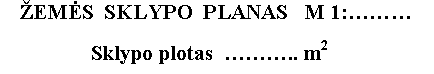 ŽEMĖS SKLYPO PLANAS M 1:.........
Sklypo plotas ........... m²